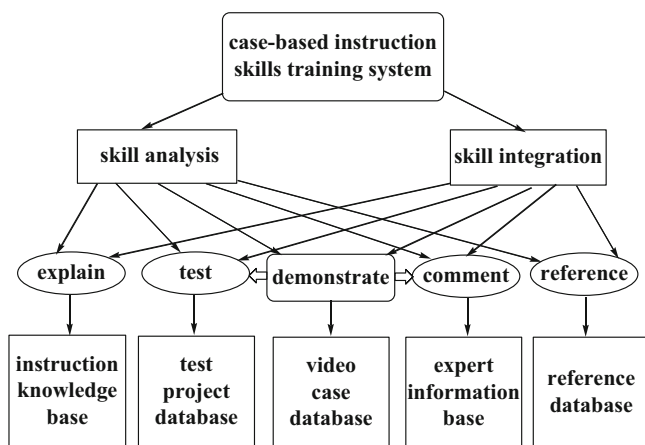 case-based instruction
skills training system
skill analysis
skill integration
explain
test
demonstrate
comment
reference
instruction
knowledge
base
test
project
database
video
case
database
expert
information
base
reference
database